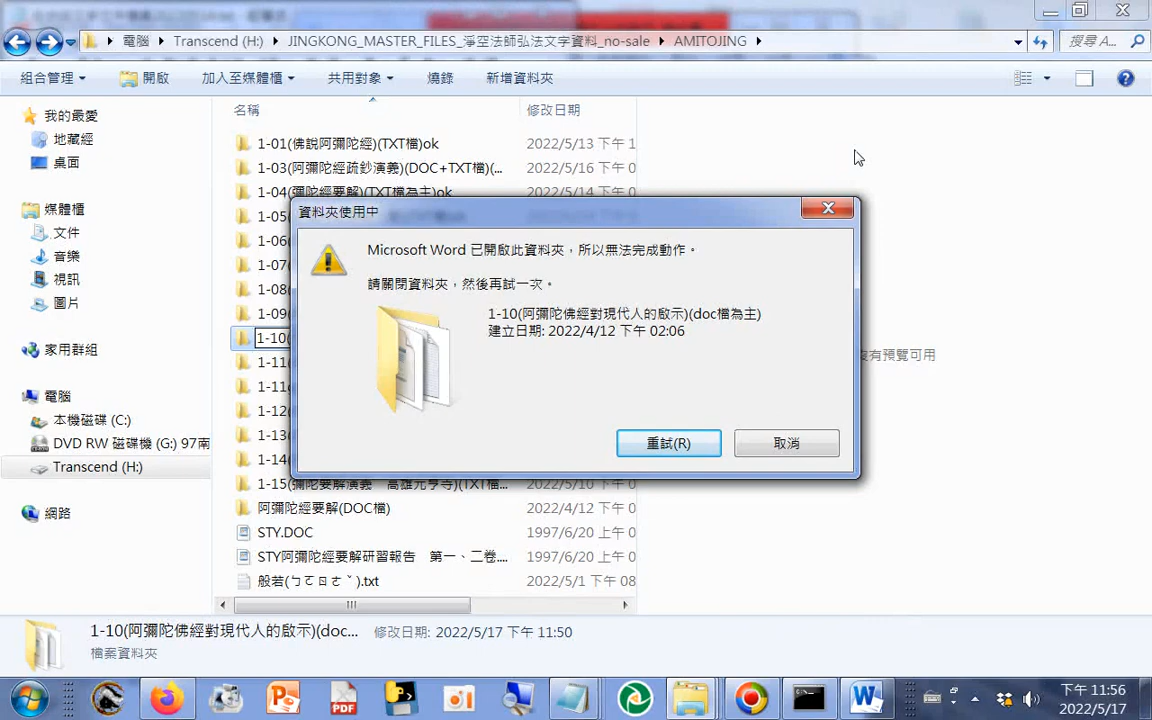 電腦 Transcend (H:) JINGKONG_MASTER_FILES_淨空法師弘法文字資料_no-sale AMITOJING
搜尋 A...
組合管理 開啟 加入至媒體櫃 共用對象 燒錄 新增資料夾
我的最愛
地藏經
桌面
媒體櫃
文件
音樂
視訊
圖片
家用群組
電腦
本機磁碟 (C:)
DVD RW 磁碟機 (G:) 97南
Transcend (H:)
網路
名稱 修改日期
1-01(佛說阿彌陀經)(TXT檔)ok 2022/5/13 下午 1
1-03(阿彌陀經疏鈔演義)(DOC+TXT檔)(... 2022/5/16 下午 0
1-04(彌陀經要解)(TXT檔為主)ok 2022/5/14 下午 0
1-05
1-06
1-07
1-08
1-09
1-10(
1-11(
1-11
1-12
1-13
1-14
1-15(彌陀要解演義 高雄元亨寺)(TXT檔... 2022/5/10 下午 0
阿彌陀經要解(DOC檔) 2022/4/12 下午 0
STY.DOC 1997/6/20 上午 0
STY阿彌陀經要解研習報告 第一、二卷.... 1997/6/20 上午 0
般若(ㄅㄛㄖㄜˇ).txt 2022/5/1 下午 08
資料夾使用中
Microsoft Word 已開啟此資料夾，所以無法完成動作。
請關閉資料夾，然後再試一次。
1-10(阿彌陀佛經對現代人的啟示)(doc檔為主)
建立日期: 2022/4/12 下午 02:06
重試(R) 取消
沒有預覽可用
1-10(阿彌陀佛經對現代人的啟示)(doc... 修改日期: 2022/5/17 下午 11:50
檔案資料夾
下午 11:56
2022/5/17